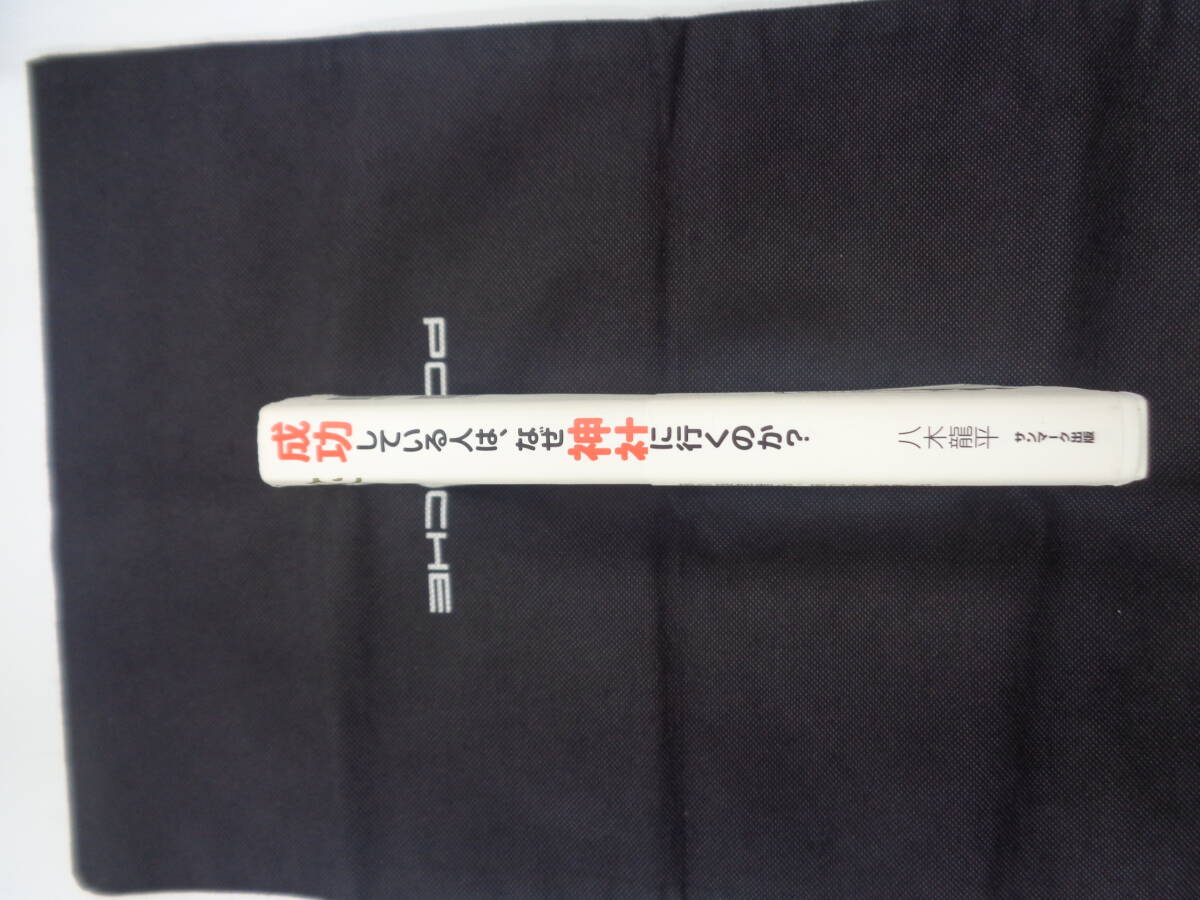 成功している人は、なぜ神社に行くのか?
八木龍平
サンマーク出版